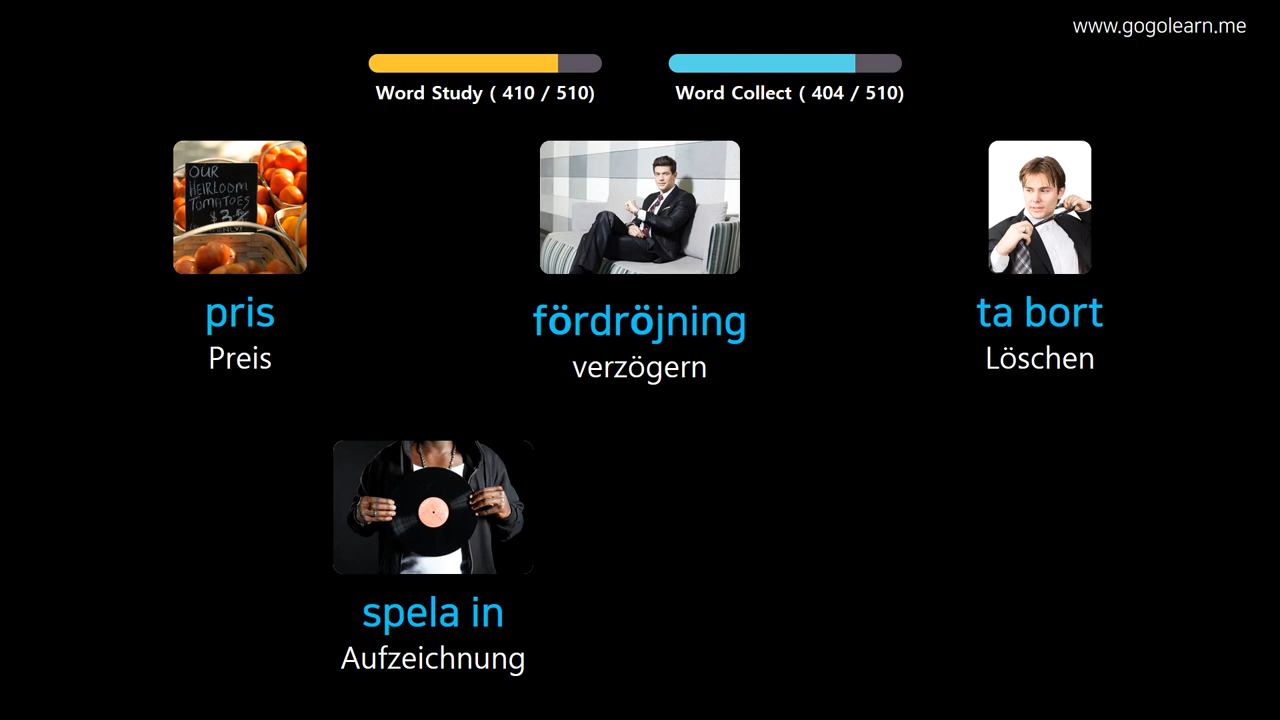 www.gogolearn.me
Word Study ( 410 / 510)
Word Collect ( 404 / 510)
OUR
HEIRLOOM
TOMATOES
pris
Preis
fördröjning
verzögern
ta bort
Löschen
spela in
Aufzeichnung